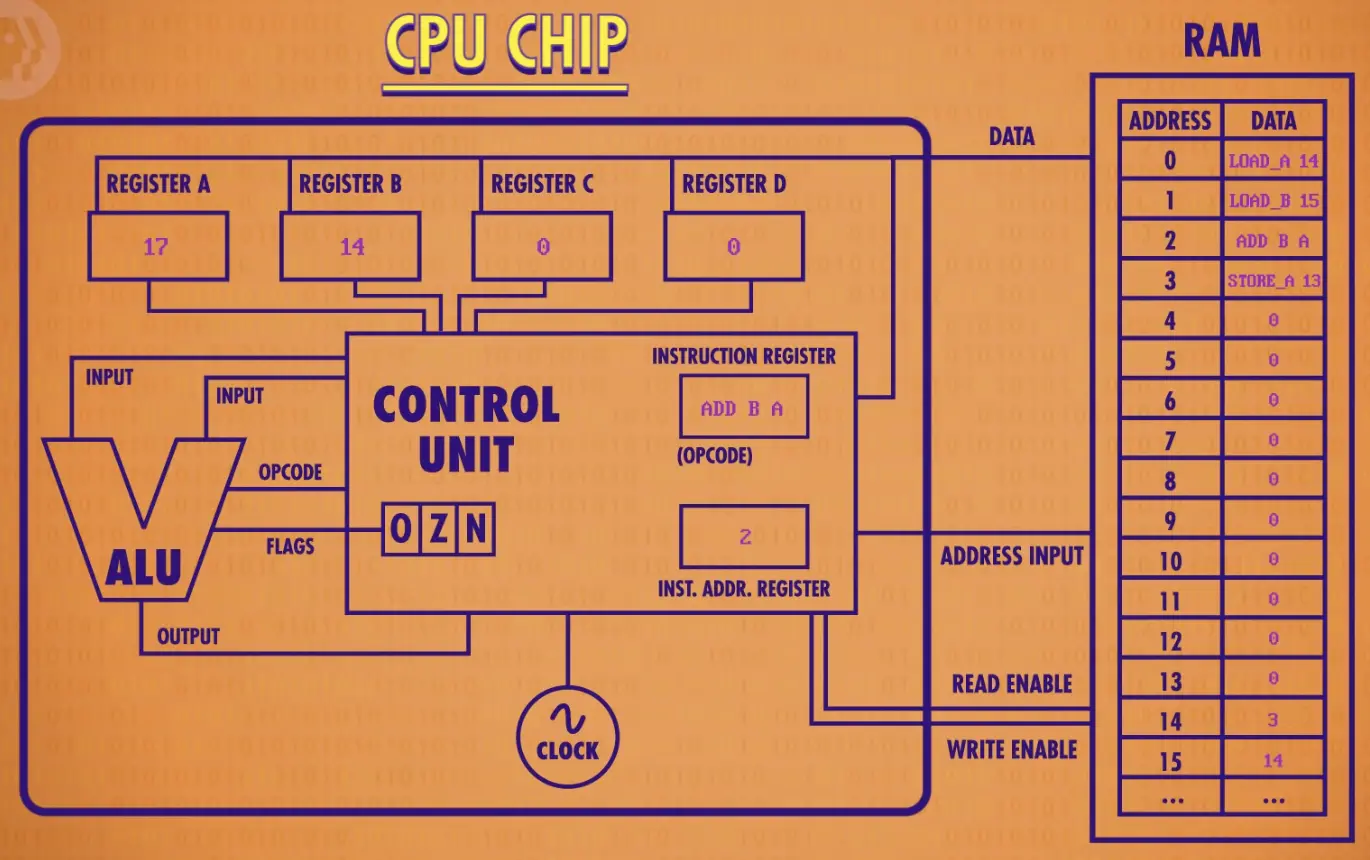 CPU CHIP
RAM
REGISTER A
REGISTER B
REGISTER C
REGISTER D
17
14
0
0
DATA
INPUT
INPUT
CONTROL
UNIT
INSTRUCTION REGISTER
ADD B A
(OPCODE)
OPCODE
FLAGS
O Z N
ALU
2
INST. ADDR. REGISTER
OUTPUT
CLOCK
ADDRESS INPUT
READ ENABLE
WRITE ENABLE
ADDRESS DATA
0 LOAD_A 14
1 LOAD_B 15
2 ADD B A
3 STORE_A 13
4 0
5 0
6 0
7 0
8 0
9 0
10 0
11 0
12 0
13 0
14 3
15 14
... ...